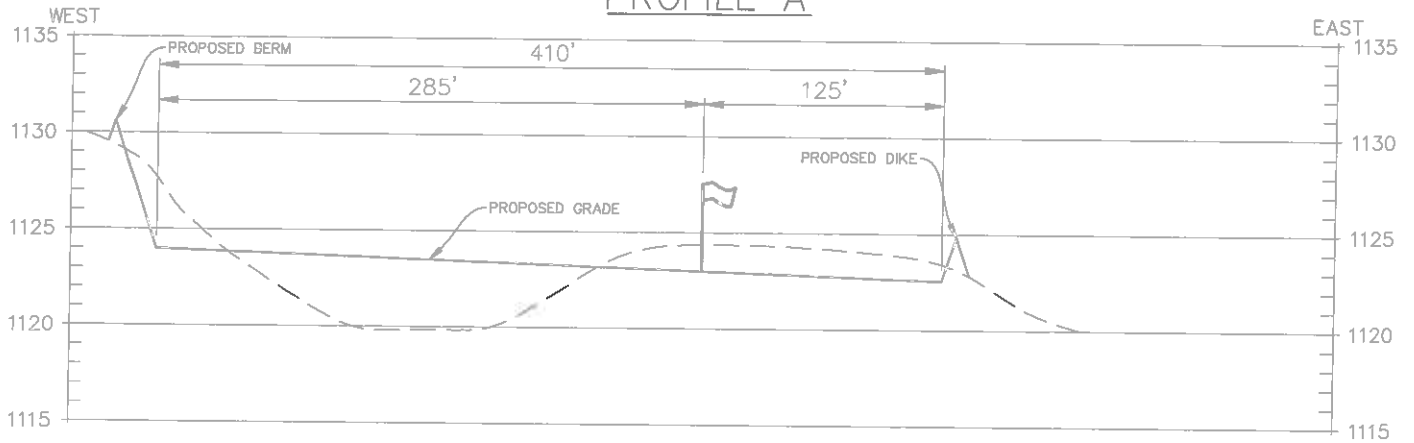 PROFILE A
WEST
EAST
1135
1135
PROPOSED BERM
410'
285'
125'
1130
1130
PROPOSED DIKE
PROPOSED GRADE
1125
1125
1120
1120
1115
1115